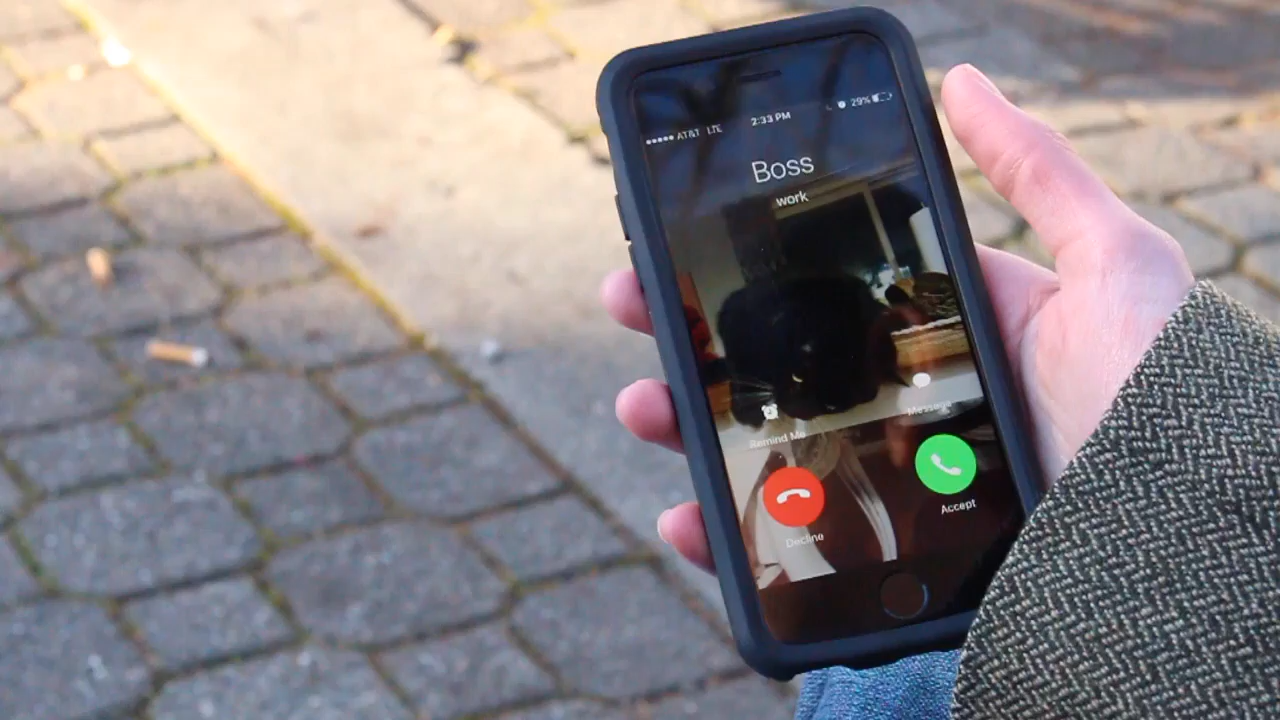 AT&T LTE 2:33 PM 29%
Boss
work
Remind Me Message
Decline Accept